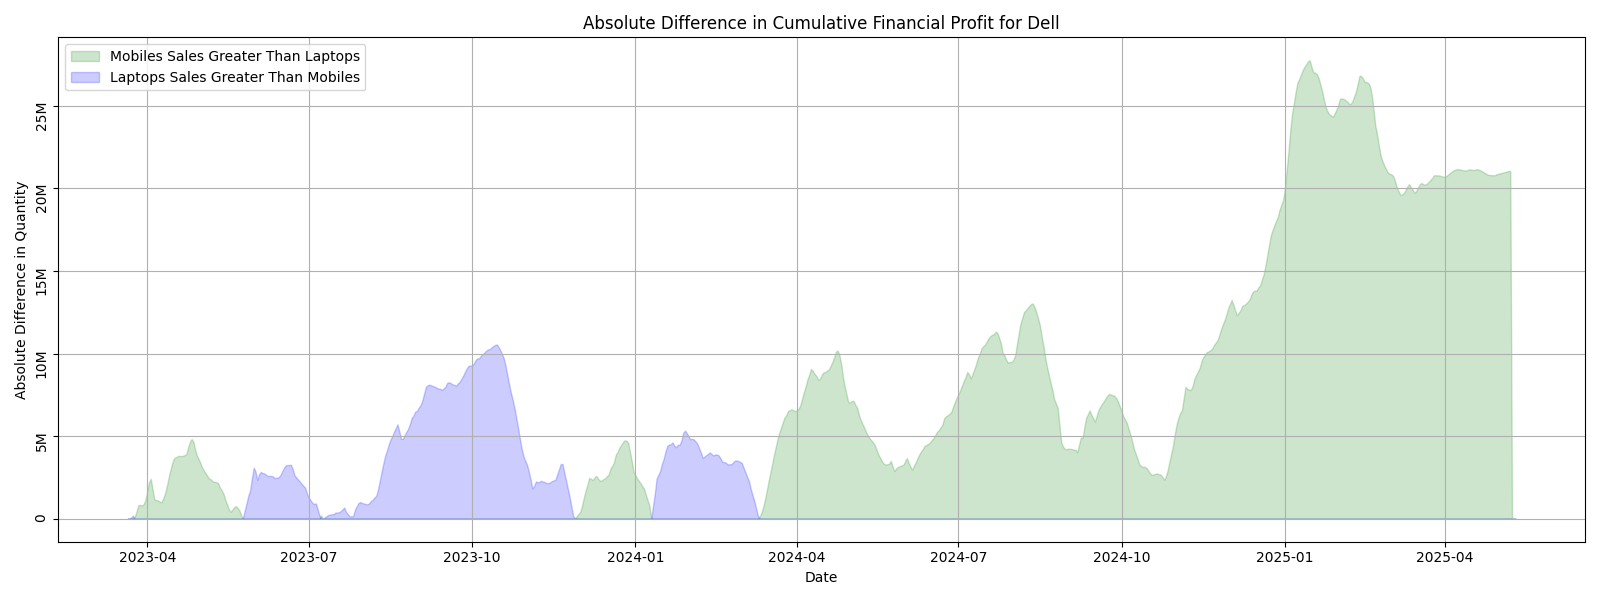 Absolute Difference in Cumulative Financial Profit for Dell
Mobiles Sales Greater Than Laptops
Laptops Sales Greater Than Mobiles
Absolute Difference in Quantity
25M
20M
15M
10M
5M
0
2023-04
2023-07
2023-10
2024-01
2024-04
2024-07
2024-10
2025-01
2025-04
Date